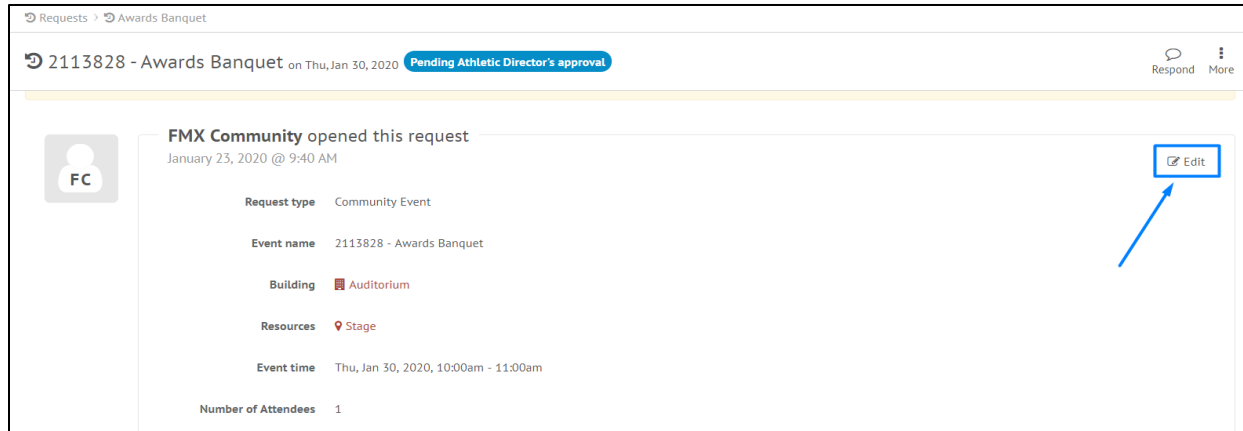 Requests > Awards Banquet
2113828 - Awards Banquet on Thu, Jan 30, 2020 Pending Athletic Director's approval
Respond More
FMX Community opened this request
January 23, 2020 @ 9:40 AM
FC
Edit
Request type Community Event
Event name 2113828 - Awards Banquet
Building Auditorium
Resources Stage
Event time Thu, Jan 30, 2020, 10:00am - 11:00am
Number of Attendees 1